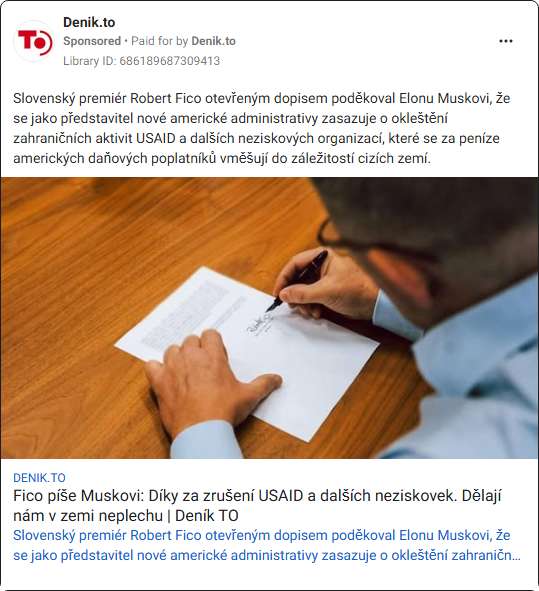 Denik.to
Sponsored • Paid for by Denik.to
Library ID: 686189687309413
Slovenský premiér Robert Fico otevřeným dopisem poděkoval Elonu Muskovi, že
se jako představitel nové americké administrativy zasazuje o okleštění
zahraničních aktivit USAID a dalších neziskových organizací, které se za peníze
amerických daňových poplatníků vměšují do záležitostí cizích zemí.
DENIK.TO
Fico píše Muskovi: Díky za zrušení USAID a dalších neziskovek. Dělají
nám v zemi neplechu | Deník TO
Slovenský premiér Robert Fico otevřeným dopisem poděkoval Elonu Muskovi, že
se jako představitel nové americké administrativy zasazuje o okleštění zahraničn...